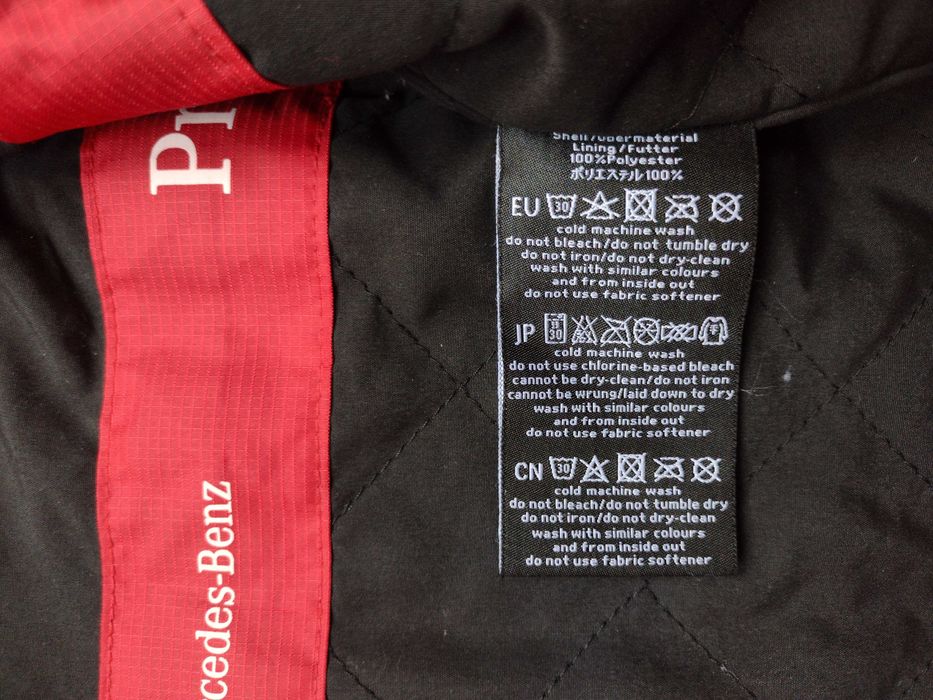 Pr
cedes-Benz
Shell/Obermaterial
Lining/Futter
100%Polyester
ポリエステル100%
EU 30
cold machine wash
do not bleach/do not tumble dry
do not iron/do not dry-clean
wash with similar colours
and from inside out
do not use fabric softener
JP 30
cold machine wash
do not use chlorine-based bleach
cannot be dry-clean/do not iron
cannot be wrung/laid down to dry
wash with similar colours
and from inside out
do not use fabric softener
CN 30
cold machine wash
do not bleach/do not tumble dry
do not iron/do not dry-clean
wash with similar colours
and from inside out
do not use fabric softener